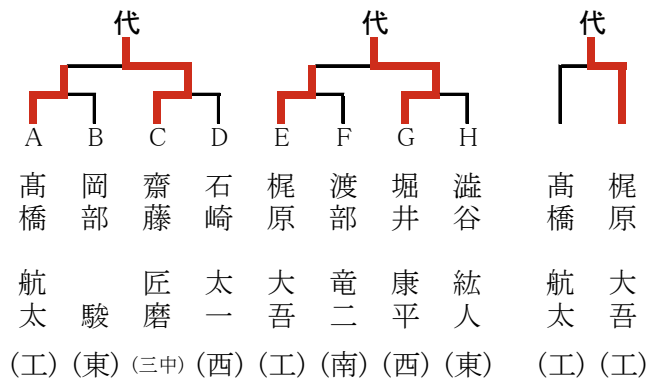 代 代 代
A B C D E F G H
髙橋 航太 (工)
岡部 駿 (東)
齋藤 匠磨 (三中)
石崎 太一 (西)
梶原 大吾 (工)
渡部 竜二 (南)
堀井 康平 (西)
澁谷 紘人 (東)
髙橋 航太 (工)
梶原 大吾 (工)